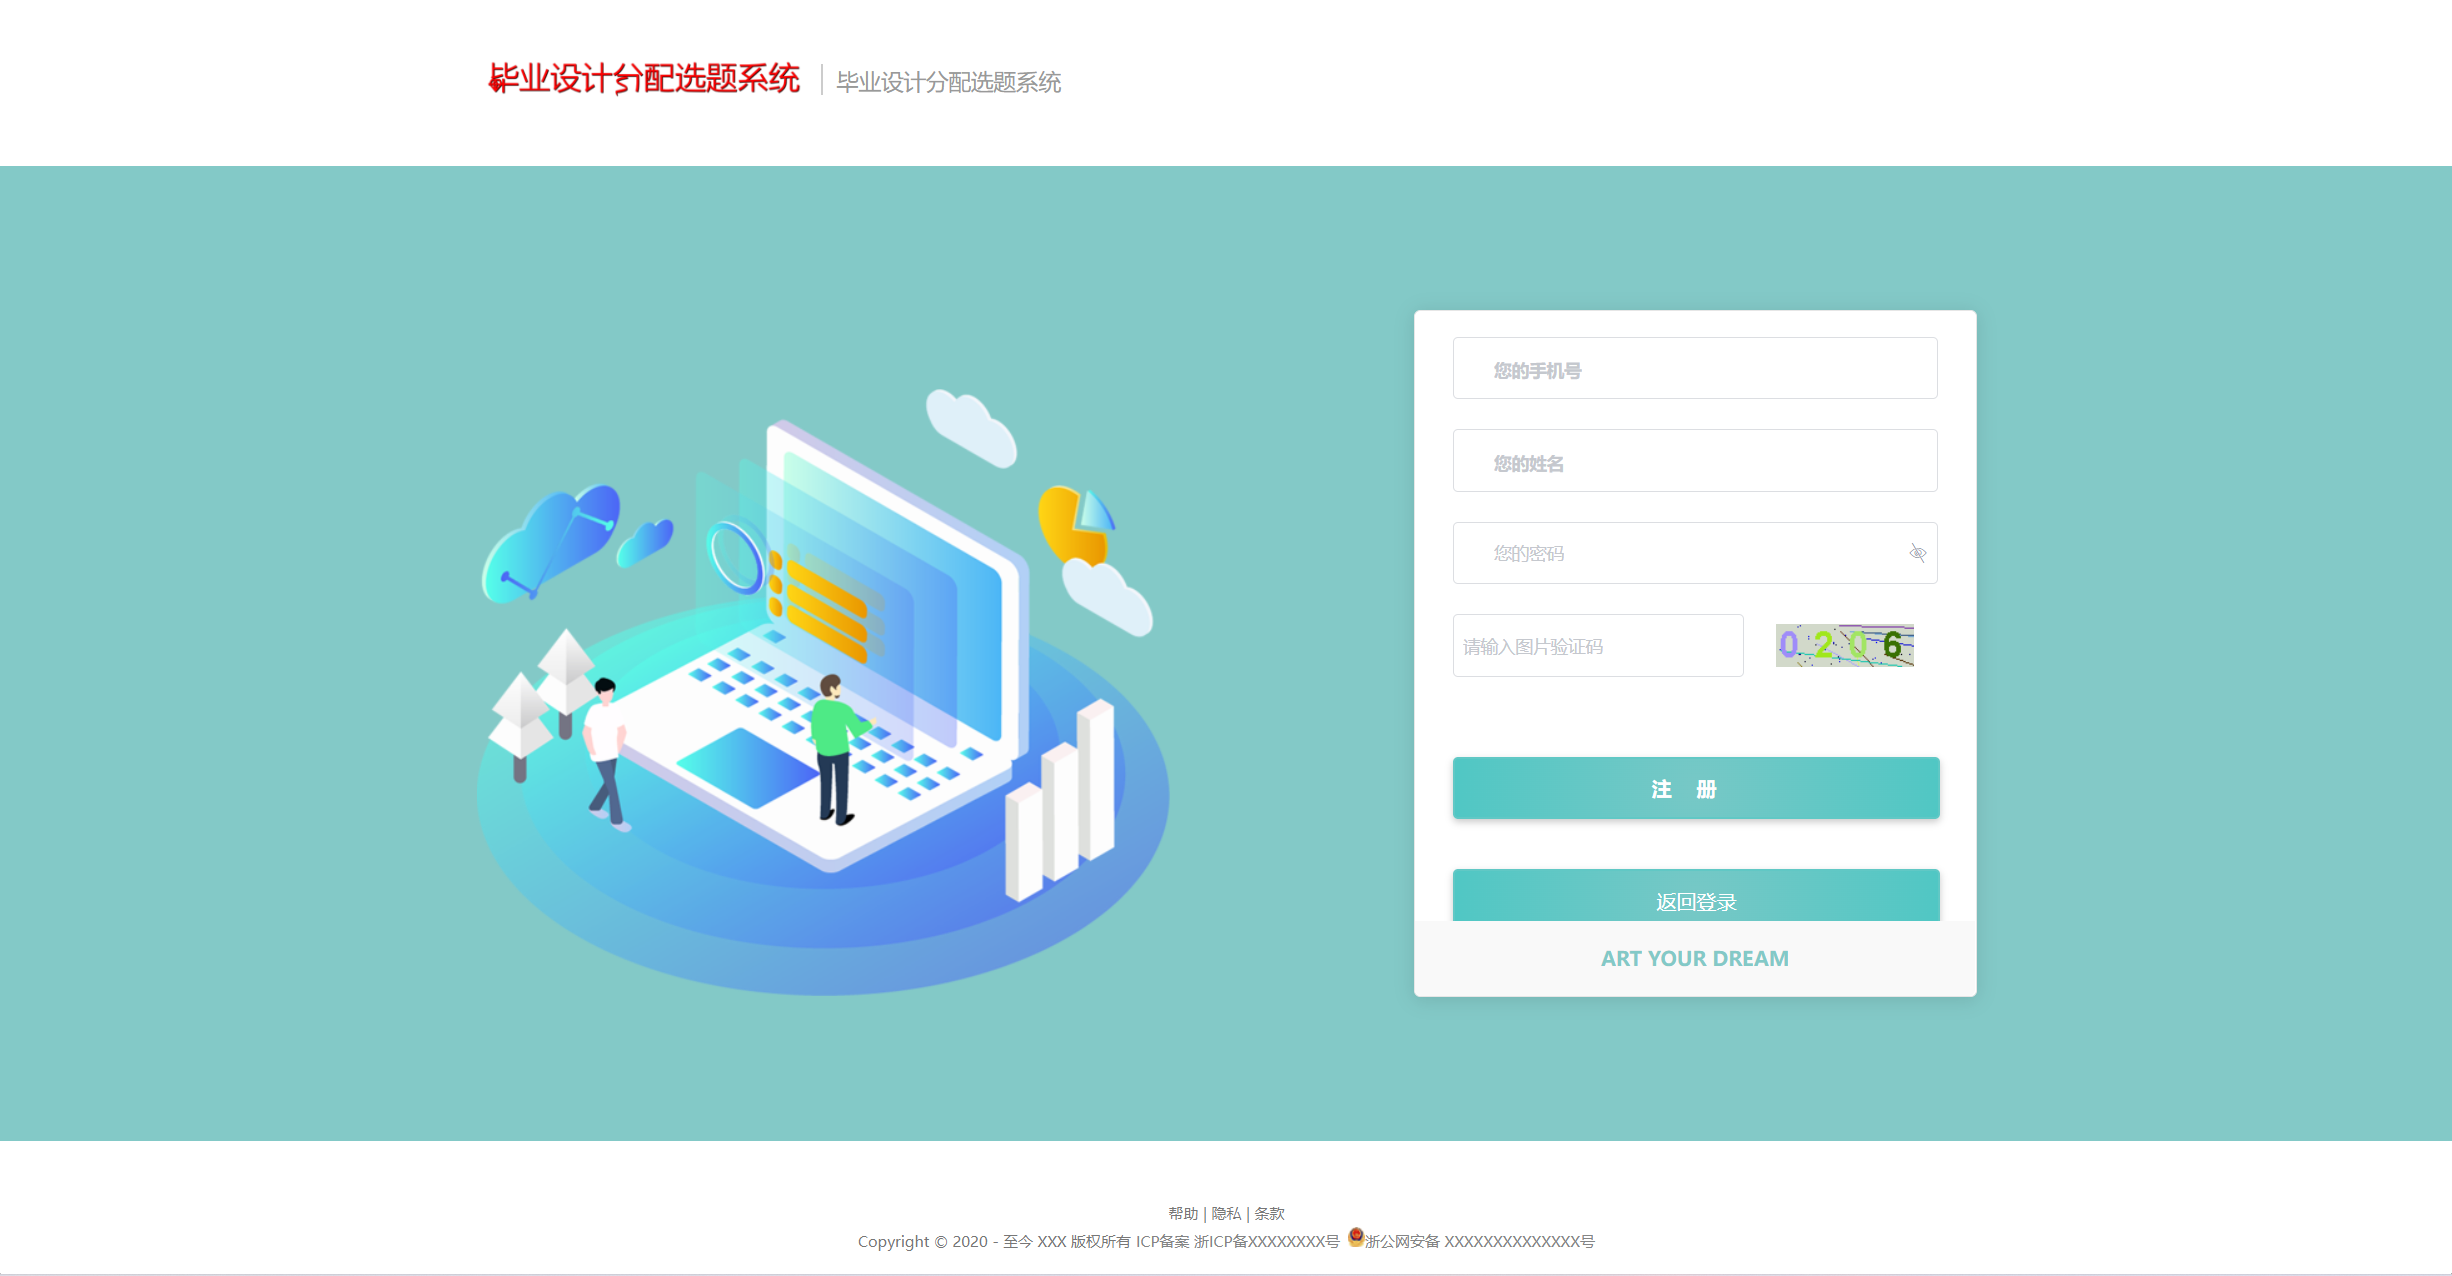 毕业设计分配选题系统
毕业设计分配选题系统
您的手机号
您的姓名
您的密码
请输入图片验证码
0206
注 册
返回登录
ART YOUR DREAM
帮助 | 隐私 | 条款
Copyright © 2020 - 至今 XXX 版权所有 ICP备案 浙ICP备XXXXXXXX号 浙公网安备 XXXXXXXXXXXXXX号